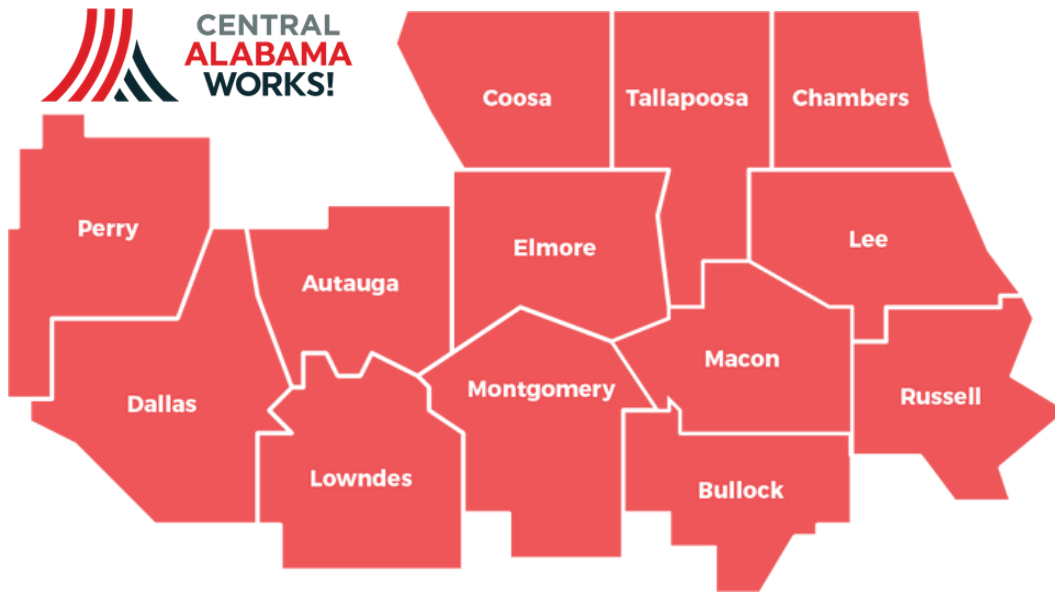 CENTRAL
ALABAMA
WORKS!
Coosa
Tallapoosa
Chambers
Perry
Autauga
Elmore
Lee
Dallas
Lowndes
Montgomery
Macon
Russell
Bullock